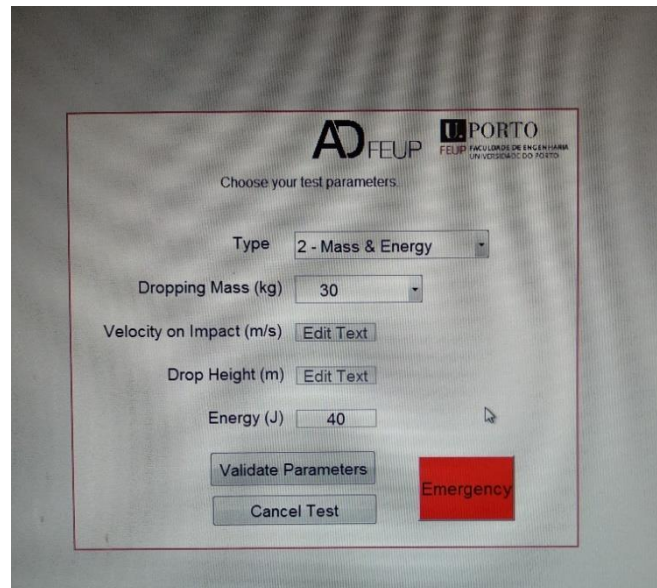 AD FEUP
U. PORTO
FEUP FACULDADE DE ENGENHARIA
UNIVERSIDADE DO PORTO
Choose your test parameters.
Type 2 - Mass & Energy
Dropping Mass (kg) 30
Velocity on Impact (m/s) Edit Text
Drop Height (m) Edit Text
Energy (J) 40
Validate Parameters
Emergency
Cancel Test